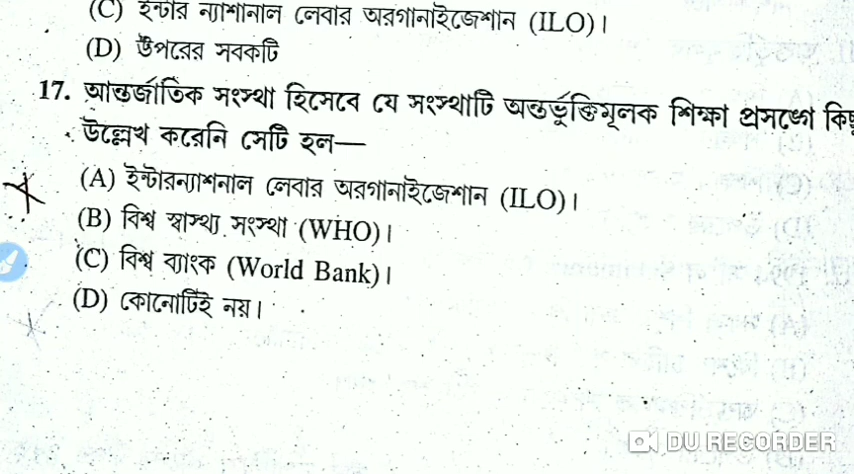 (C) ইন্টার ন্যাশানাল লেবার অরগানাইজেশান (ILO)।
(D) উপরের সবকটি
17. আন্তর্জাতিক সংস্থা হিসেবে যে সংস্থাটি অন্তর্ভুক্তিমূলক শিক্ষা প্রসঙ্গে কিছু
উল্লেখ করেনি সেটি হল—
(A) ইন্টারন্যাশনাল লেবার অরগানাইজেশান (ILO)।
(B) বিশ্ব স্বাস্থ্য সংস্থা (WHO)।
(C) বিশ্ব ব্যাংক (World Bank)।
(D) কোনোটিই নয়।
DU RECORDER